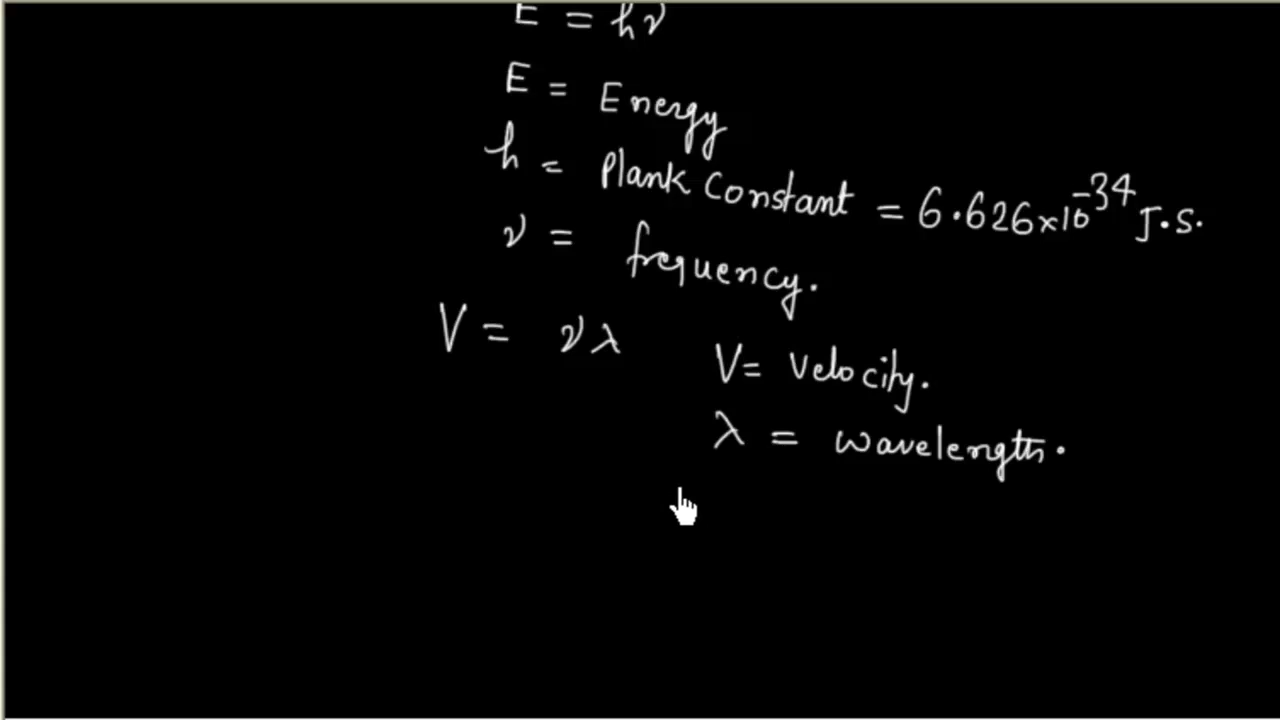 E = hν
E = Energy
h = Plank Constant = 6.626×10⁻³⁴ J.S.
ν = frequency.
V = νλ
V = Velocity.
λ = wavelength.